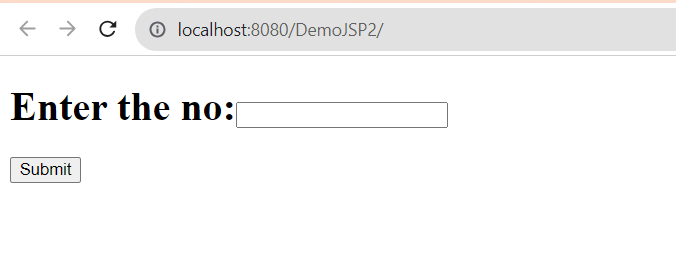 localhost:8080/DemoJSP2/
Enter the no:
Submit